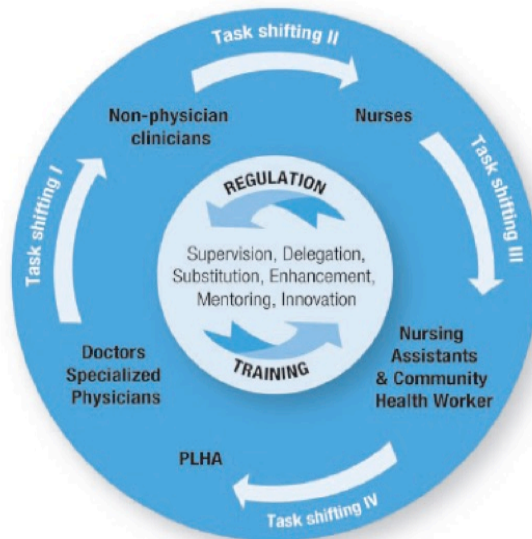 Task shifting II
Non-physician
clinicians
Nurses
Task shifting I
Task shifting III
REGULATION
Supervision, Delegation,
Substitution, Enhancement,
Mentoring, Innovation
TRAINING
Doctors
Specialized
Physicians
Nursing
Assistants
& Community
Health Worker
PLHA
Task shifting IV